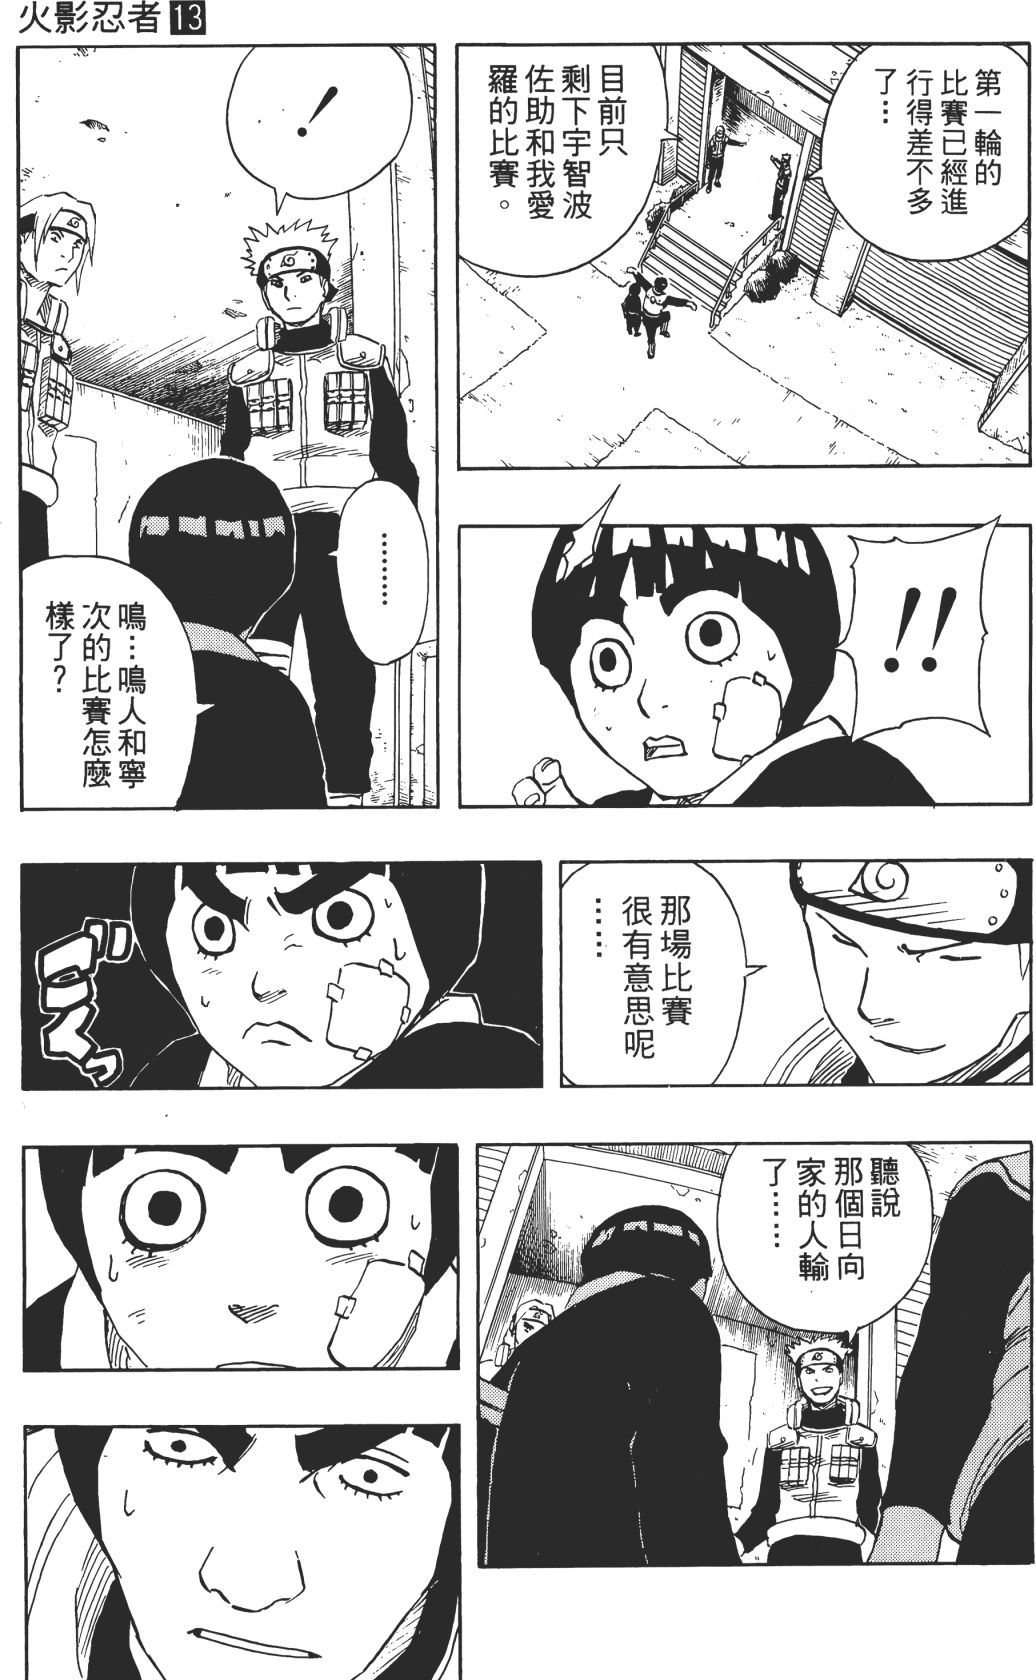 火影忍者13
第一輪的
比賽已經進
行得差不多
了…
目前只
剩下宇智波
佐助和我愛
羅的比賽。
!!
!
………
鳴…鳴人和寧
次的比賽怎麼
樣了?
那場比賽
很有意思呢
……
聽說
那個日向
家的人輸
了……